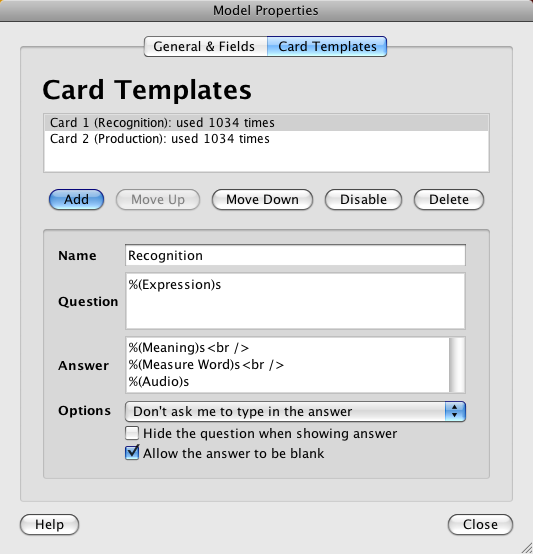 Model Properties
General & Fields
Card Templates
Card Templates
Card 1 (Recognition): used 1034 times
Card 2 (Production): used 1034 times
Add
Move Up
Move Down
Disable
Delete
Name
Recognition
Question
%(Expression)s
Answer
%(Meaning)s<br />
%(Measure Word)s<br />
%(Audio)s
Options
Don't ask me to type in the answer
Hide the question when showing answer
Allow the answer to be blank
Help
Close